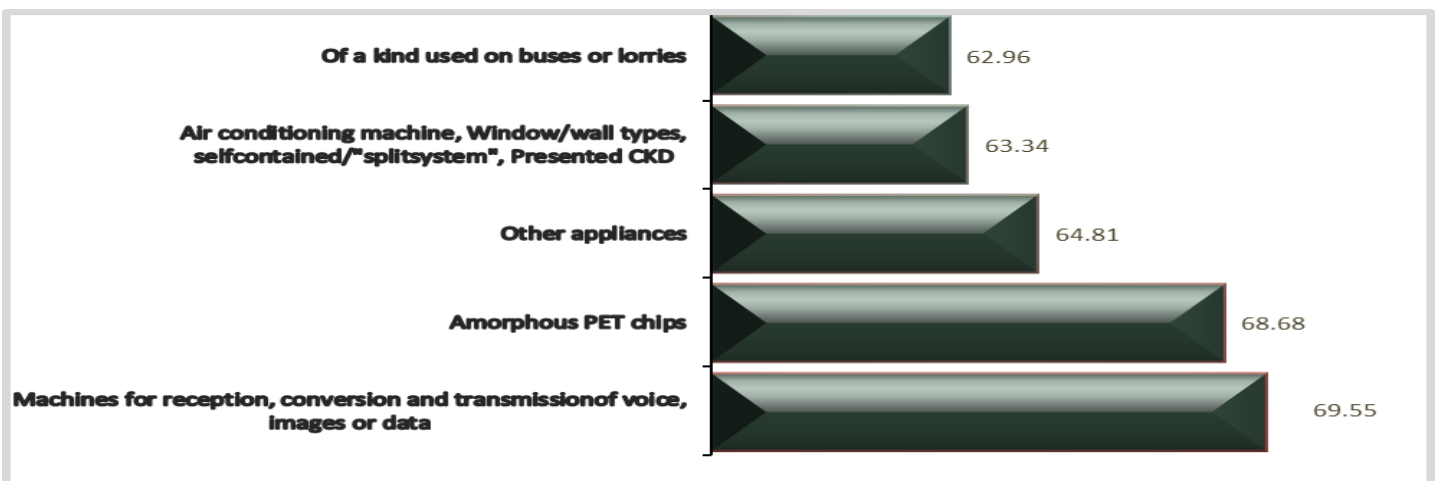 Of a kind used on buses or lorries
62.96
Air conditioning machine, Window/wall types,
selfcontained/"splitsystem", Presented CKD
63.34
Other appliances
64.81
Amorphous PET chips
68.68
Machines for reception, conversion and transmissionof voice,
images or data
69.55